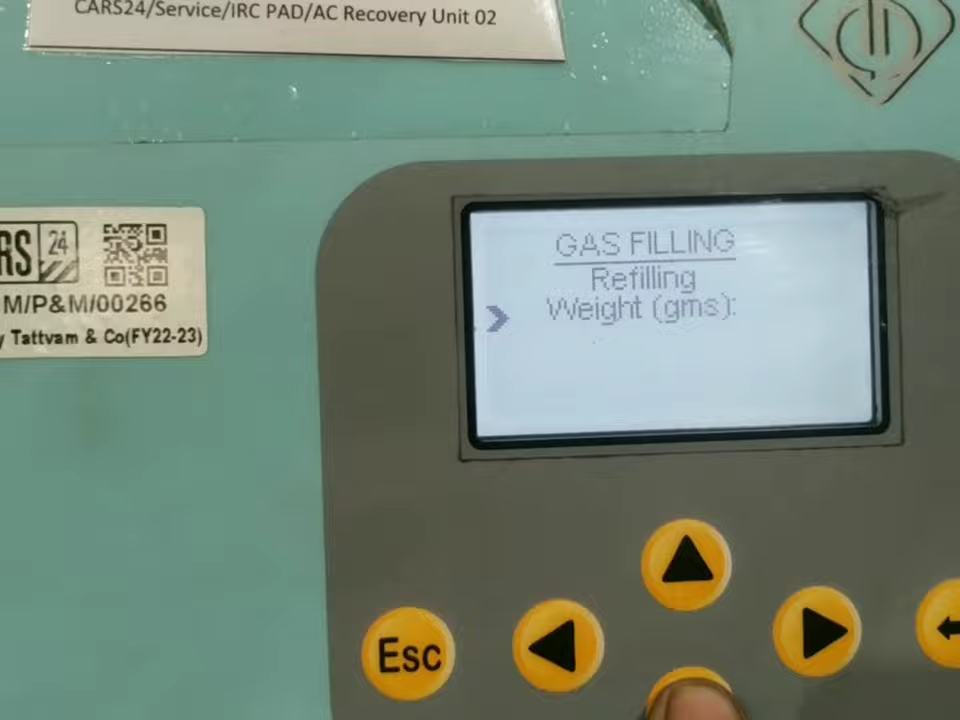 CARS24/Service/IRC PAD/AC Recovery Unit 02
RS 24
M/P&M/00266
y Tattvam & Co(FY22-23)
GAS FILLING
Refilling
Weight (gms):
Esc